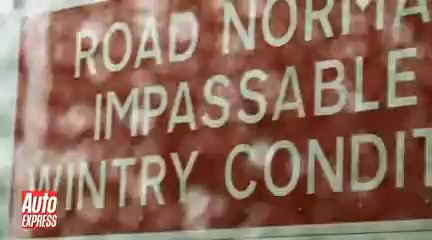 ROAD NORMA
IMPASSABLE
WINTRY CONDIT
Auto
EXPRESS